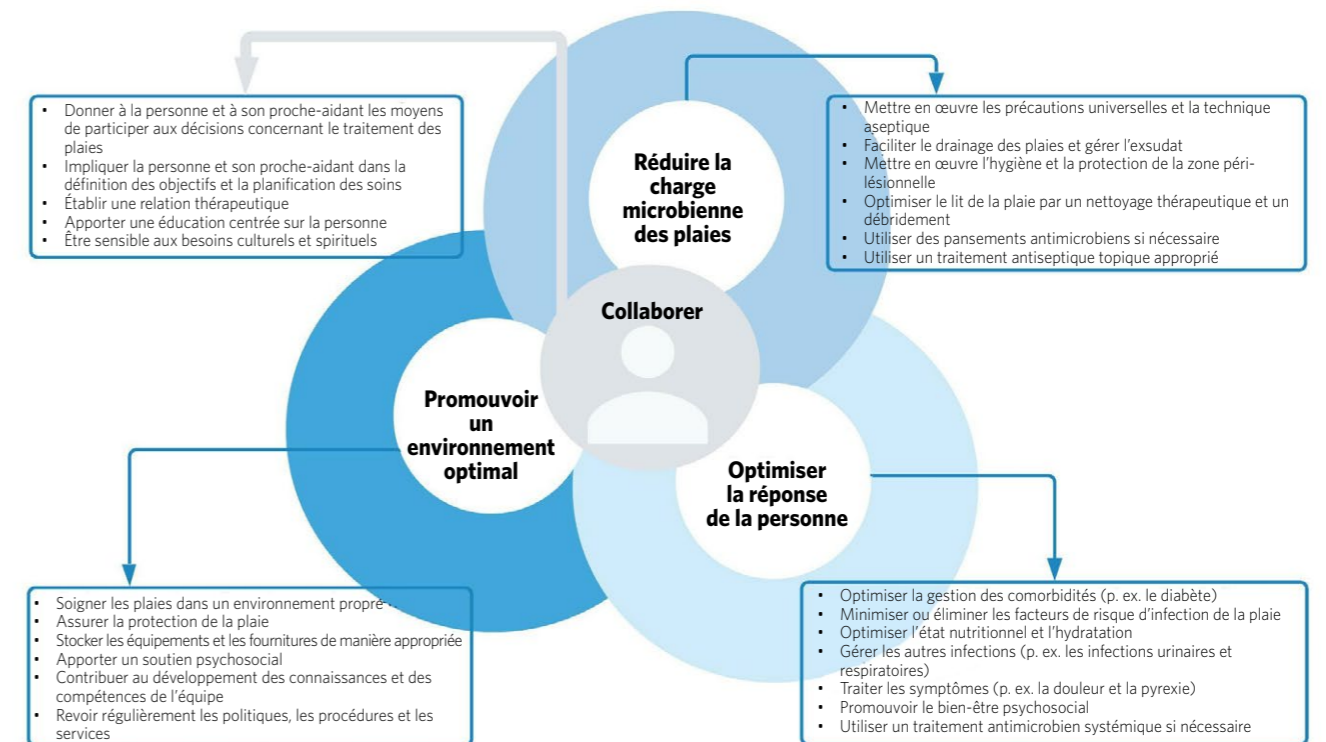 • Donner à la personne et à son proche-aidant les moyens
de participer aux décisions concernant le traitement des
plaies
• Impliquer la personne et son proche-aidant dans la
définition des objectifs et la planification des soins
• Établir une relation thérapeutique
• Apporter une éducation centrée sur la personne
• Être sensible aux besoins culturels et spirituels
Réduire la
charge
microbienne
des plaies
• Mettre en œuvre les précautions universelles et la technique
aseptique
• Faciliter le drainage des plaies et gérer l'exsudat
• Mettre en œuvre l'hygiène et la protection de la zone péri-
lésionnelle
• Optimiser le lit de la plaie par un nettoyage thérapeutique et un
débridement
• Utiliser des pansements antimicrobiens si nécessaire
• Utiliser un traitement antiseptique topique approprié
Collaborer
Promouvoir
un
environnement
optimal
Optimiser
la réponse
de la personne
• Soigner les plaies dans un environnement propre
• Assurer la protection de la plaie
• Stocker les équipements et les fournitures de manière appropriée
• Apporter un soutien psychosocial
• Contribuer au développement des connaissances et des
compétences de l'équipe
• Revoir régulièrement les politiques, les procédures et les
services
• Optimiser la gestion des comorbidités (p. ex. le diabète)
• Minimiser ou éliminer les facteurs de risque d'infection de la plaie
• Optimiser l'état nutritionnel et l'hydratation
• Gérer les autres infections (p. ex. les infections urinaires et
respiratoires)
• Traiter les symptômes (p. ex. la douleur et la pyrexie)
• Promouvoir le bien-être psychosocial
• Utiliser un traitement antimicrobien systémique si nécessaire